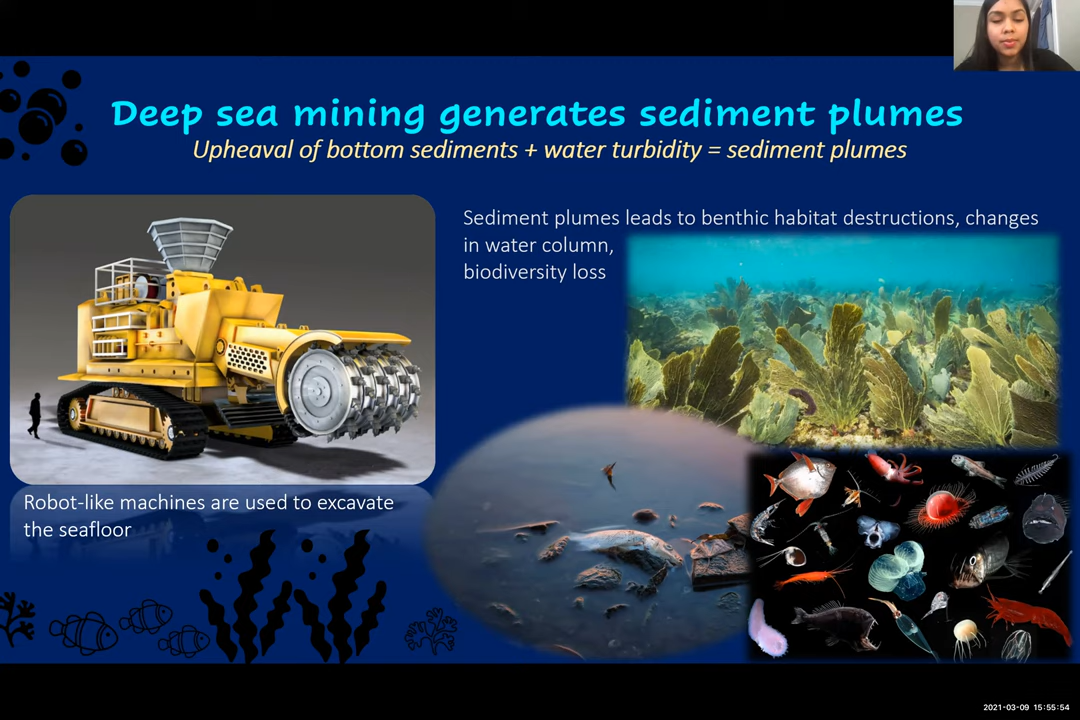 Deep sea mining generates sediment plumes
Upheaval of bottom sediments + water turbidity = sediment plumes
Sediment plumes leads to benthic habitat destructions, changes
in water column,
biodiversity loss
Robot-like machines are used to excavate
the seafloor
2021-03-09 15:55:54